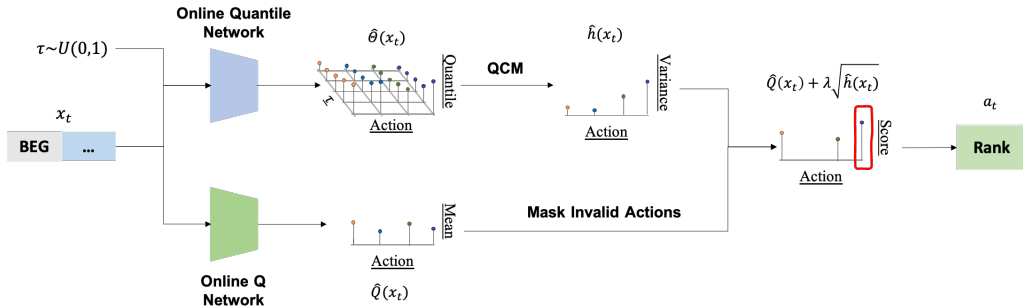 Online Quantile
Network
τ~U(0,1)
x_t
BEG
...
Θ̂(x_t)
Quantile
τ
Action
QCM
ĥ(x_t)
Variance
Action
Q̂(x_t) + λ√ĥ(x_t)
Score
Action
a_t
Rank
Mean
Action
Q̂(x_t)
Mask Invalid Actions
Online Q
Network